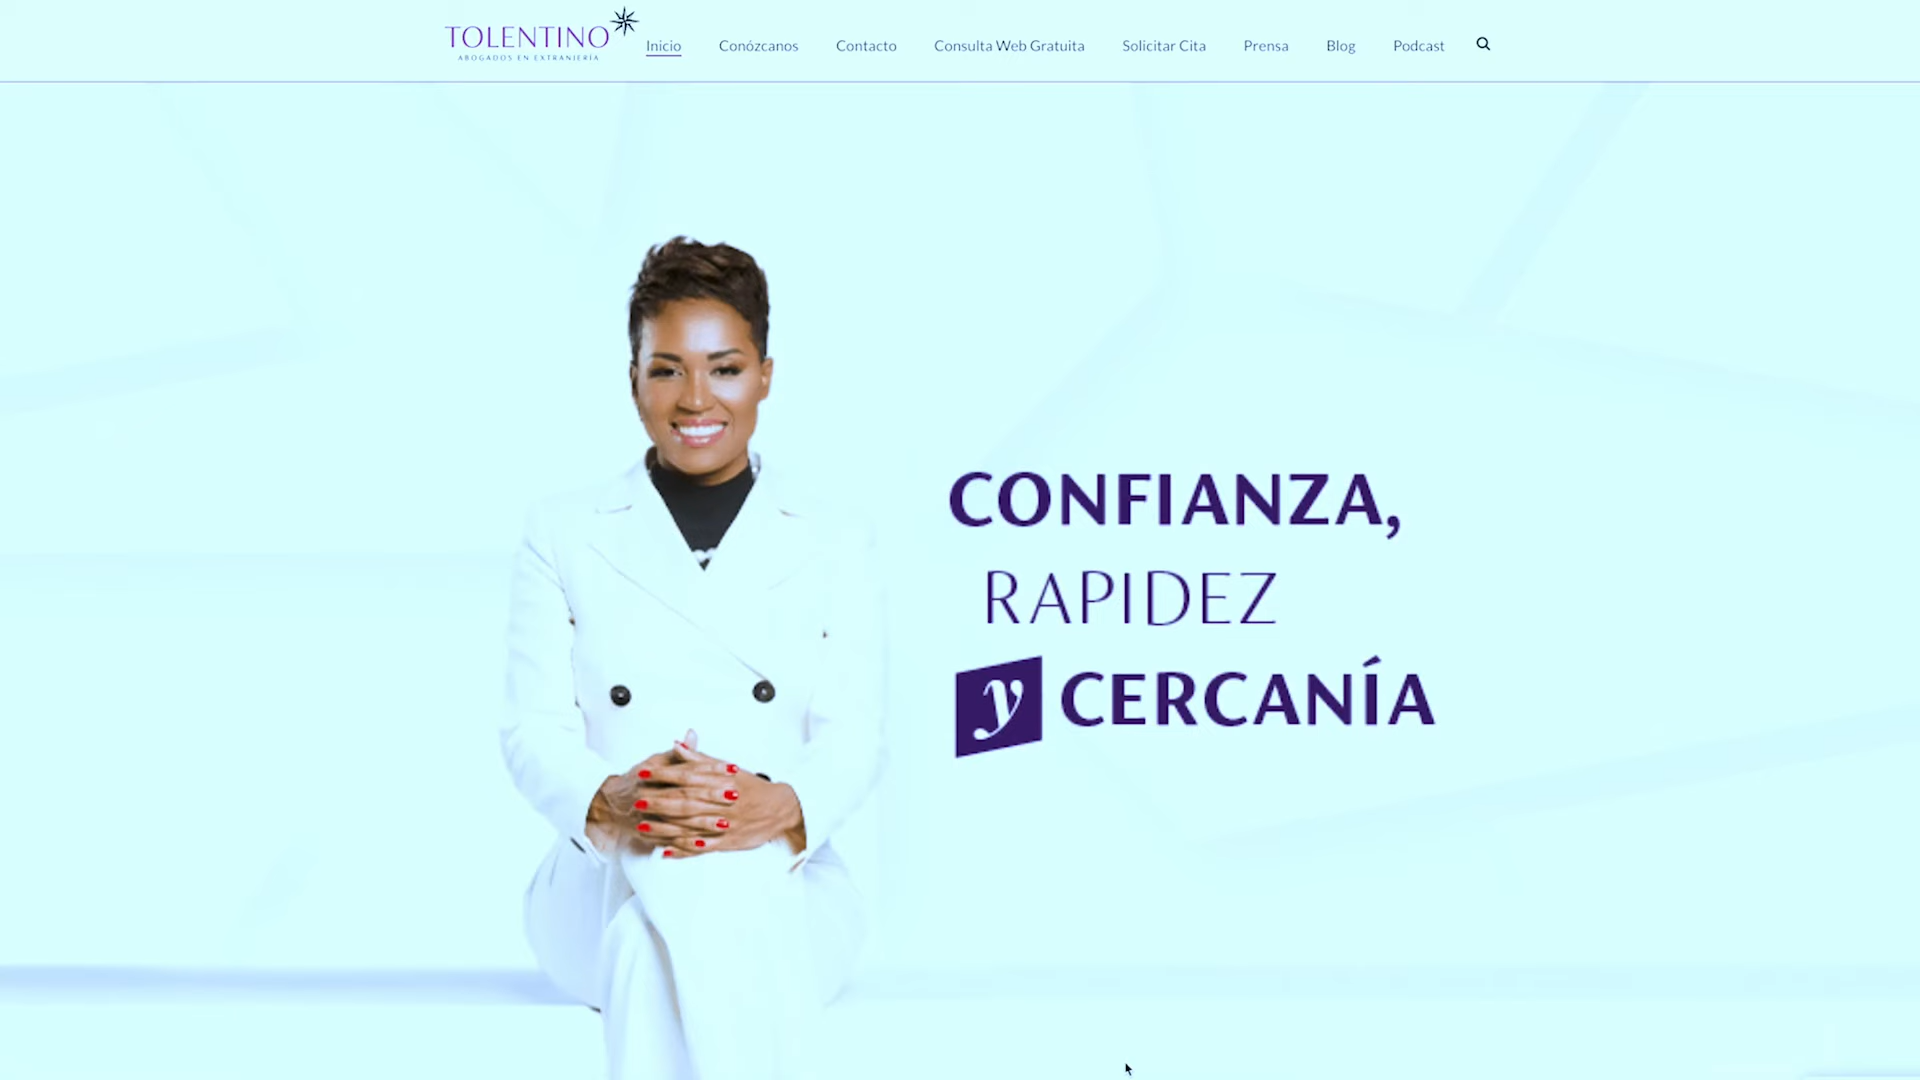 TOLENTINO
ABOGADOS EN EXTRANJERÍA
Inicio
Conózcanos
Contacto
Consulta Web Gratuita
Solicitar Cita
Prensa
Blog
Podcast
CONFIANZA,
RAPIDEZ
y CERCANÍA